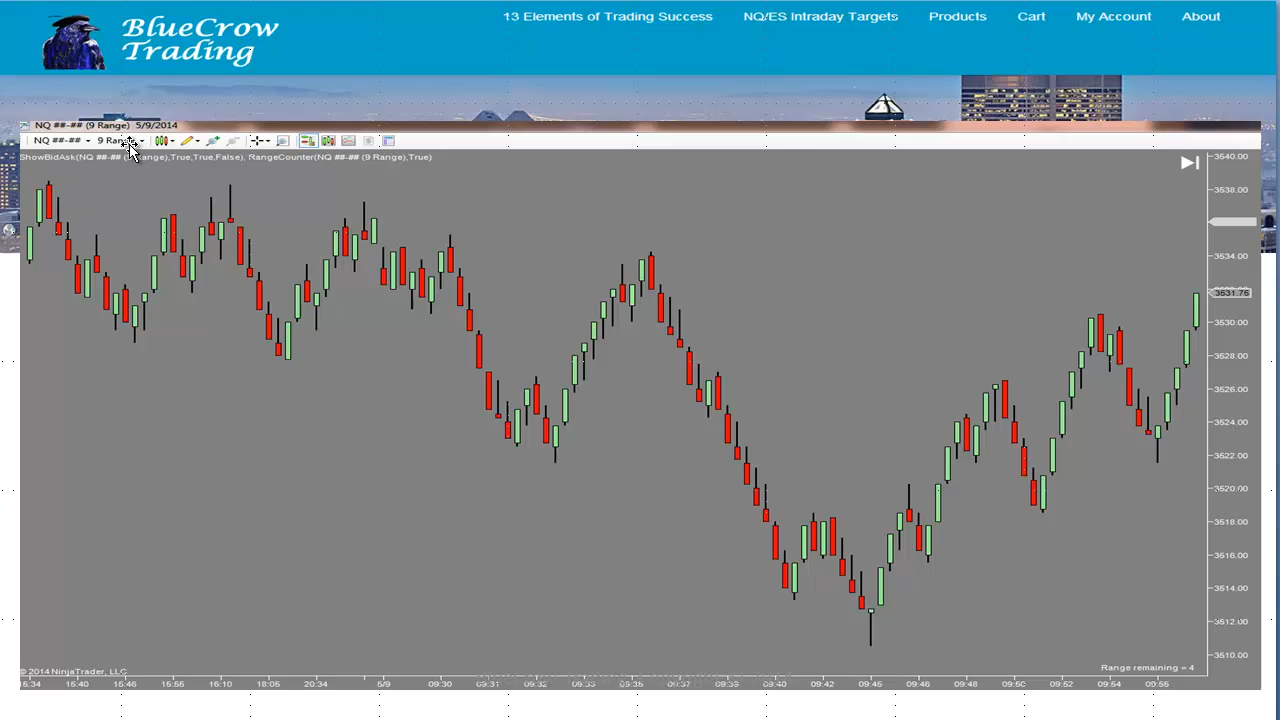 BlueCrow
Trading
13 Elements of Trading Success NQ/ES Intraday Targets Products Cart My Account About
NQ ##-## (9 Range) 5/9/2014
NQ ##-## 9 Range
ShowBidAsk(NQ ##-## (9 Range),True,True,False), RangeCounter(NQ ##-## (9 Range),True)
3540.00
3538.00
3534.00
3531.75
3530.00
3528.00
3526.00
3524.00
3522.00
3520.00
3518.00
3516.00
3514.00
3512.00
3510.00
Range remaining = 4
© 2014 NinjaTrader, LLC
15:34 15:40 15:46 15:55 16:10 18:05 20:34 5/9 09:30 09:31 09:32 09:33 09:35 09:37 09:40 09:42 09:45 09:46 09:48 09:50 09:52 09:54 09:55